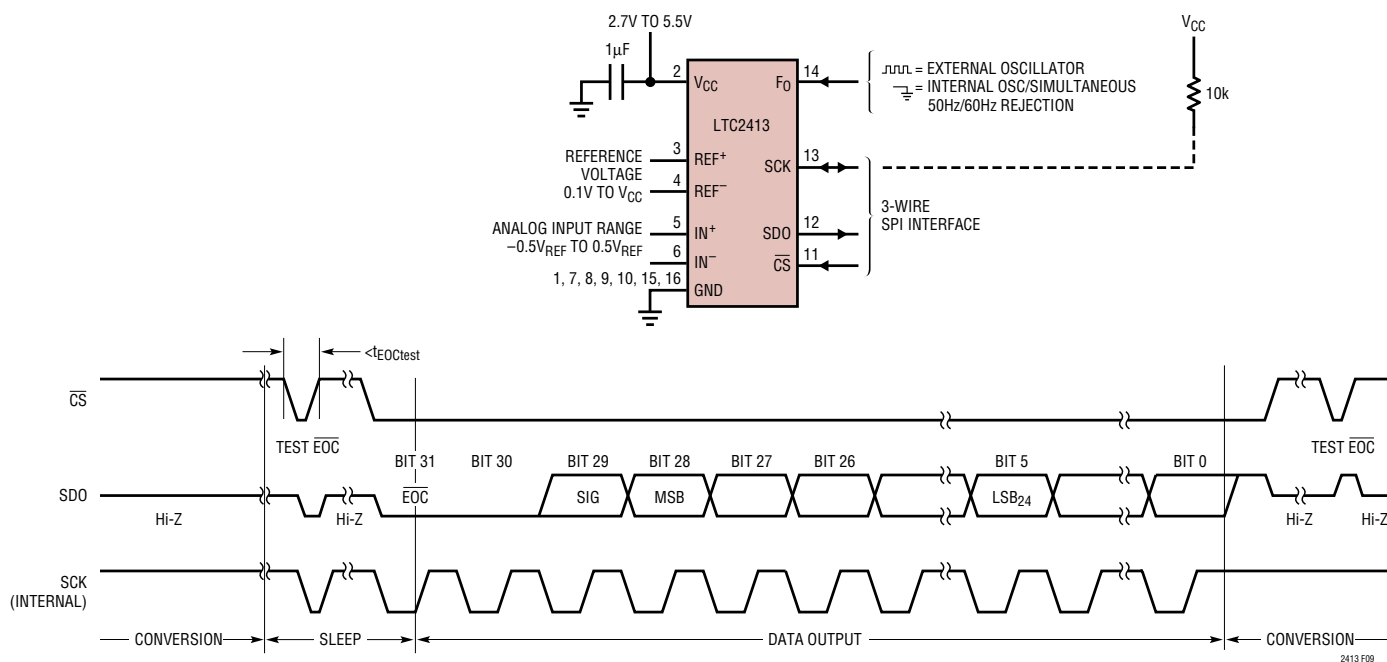 2.7V TO 5.5V
VCC
1µF
2
14
VCC
FO
= EXTERNAL OSCILLATOR
= INTERNAL OSC/SIMULTANEOUS
50Hz/60Hz REJECTION
10k
LTC2413
REFERENCE
VOLTAGE
0.1V TO VCC
3
REF+
4
REF–
SCK
13
ANALOG INPUT RANGE
–0.5VREF TO 0.5VREF
5
IN+
6
IN–
SDO
12
CS
11
3-WIRE
SPI INTERFACE
1, 7, 8, 9, 10, 15, 16
GND
<tEOCtest
CS
TEST EOC
TEST EOC
BIT 31
BIT 30
BIT 29
BIT 28
BIT 27
BIT 26
BIT 5
BIT 0
SDO
EOC
SIG
MSB
LSB24
Hi-Z
Hi-Z
Hi-Z
Hi-Z
SCK
(INTERNAL)
CONVERSION
SLEEP
DATA OUTPUT
CONVERSION
2413 F09